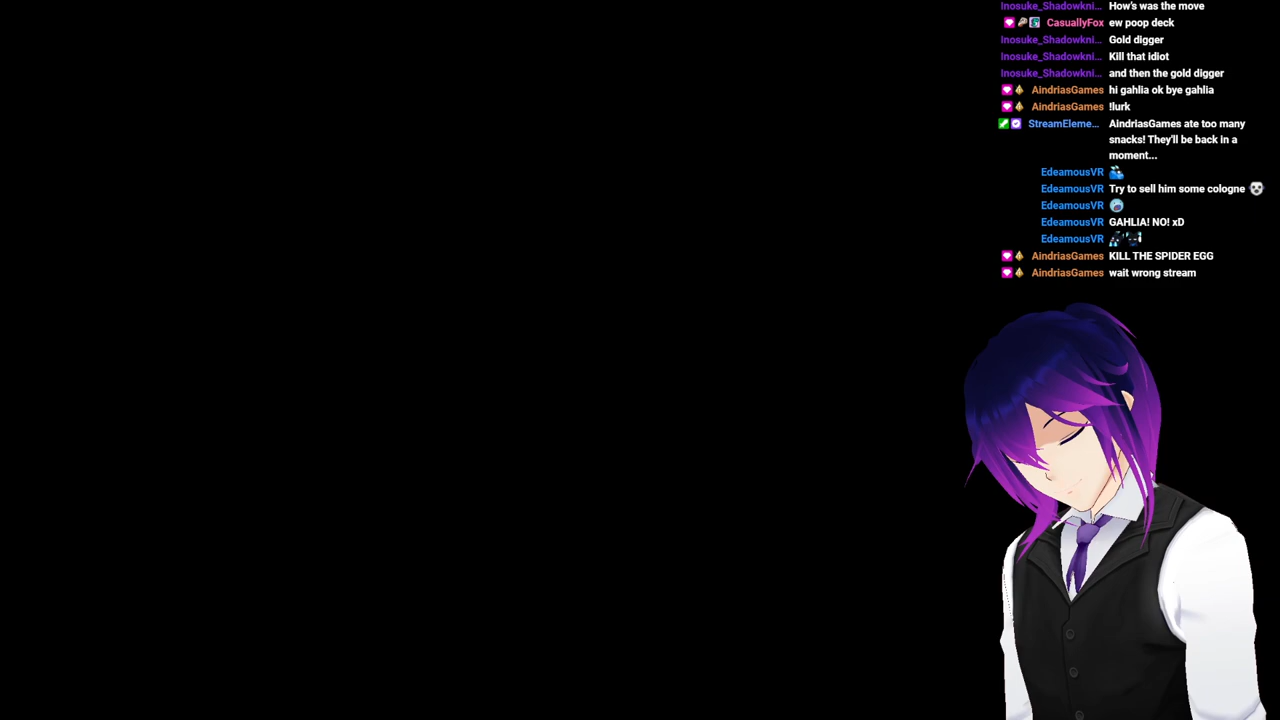 Inosuke_Shadowkni... How's was the move
CasuallyFox ew poop deck
Inosuke_Shadowkni... Gold digger
Inosuke_Shadowkni... Kill that idiot
Inosuke_Shadowkni... and then the gold digger
AindriasGames hi gahlia ok bye gahlia
AindriasGames !lurk
StreamEleme... AindriasGames ate too many
snacks! They'll be back in a
moment...
EdeamousVR
EdeamousVR Try to sell him some cologne
EdeamousVR
EdeamousVR GAHLIA! NO! xD
EdeamousVR
AindriasGames KILL THE SPIDER EGG
AindriasGames wait wrong stream